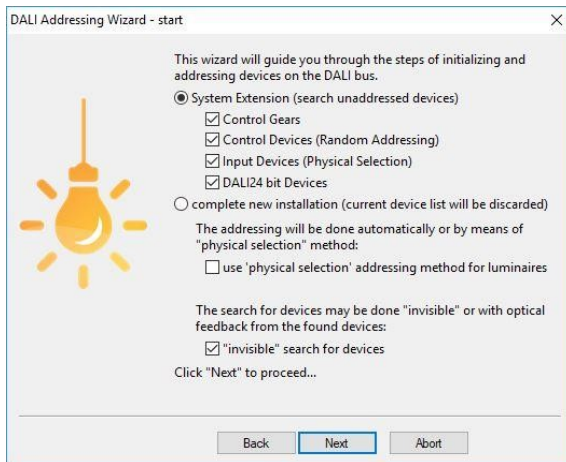 DALI Addressing Wizard - start
This wizard will guide you through the steps of initializing and
addressing devices on the DALI bus.
System Extension (search unaddressed devices)
Control Gears
Control Devices (Random Addressing)
Input Devices (Physical Selection)
DALI24 bit Devices
complete new installation (current device list will be discarded)
The addressing will be done automatically or by means of
"physical selection" method:
use 'physical selection' addressing method for luminaires
The search for devices may be done "invisible" or with optical
feedback from the found devices:
"invisible" search for devices
Click "Next" to proceed...
Back Next Abort